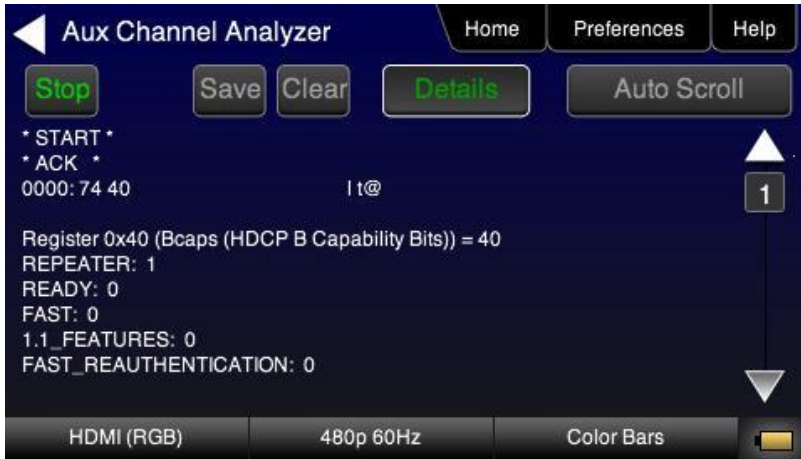 Aux Channel Analyzer Home Preferences Help
Stop Save Clear Details Auto Scroll
* START *
* ACK *
0000: 74 40 | t@
1
Register 0x40 (Bcaps (HDCP B Capability Bits)) = 40
REPEATER: 1
READY: 0
FAST: 0
1.1_FEATURES: 0
FAST_REAUTHENTICATION: 0
HDMI (RGB) 480p 60Hz Color Bars